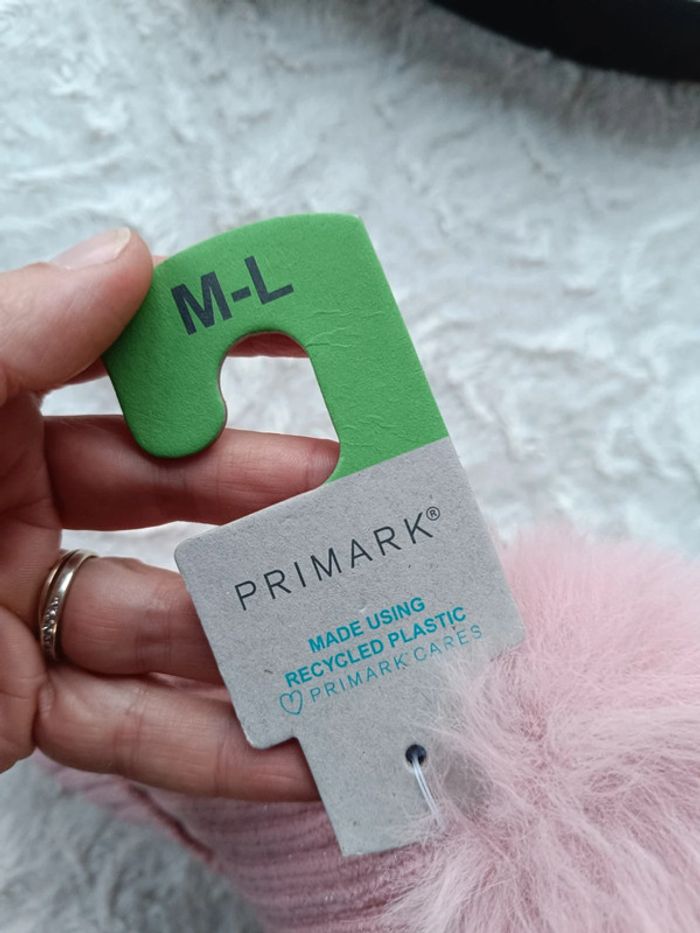 M-L
PRIMARK®
MADE USING
RECYCLED PLASTIC
PRIMARK CARES